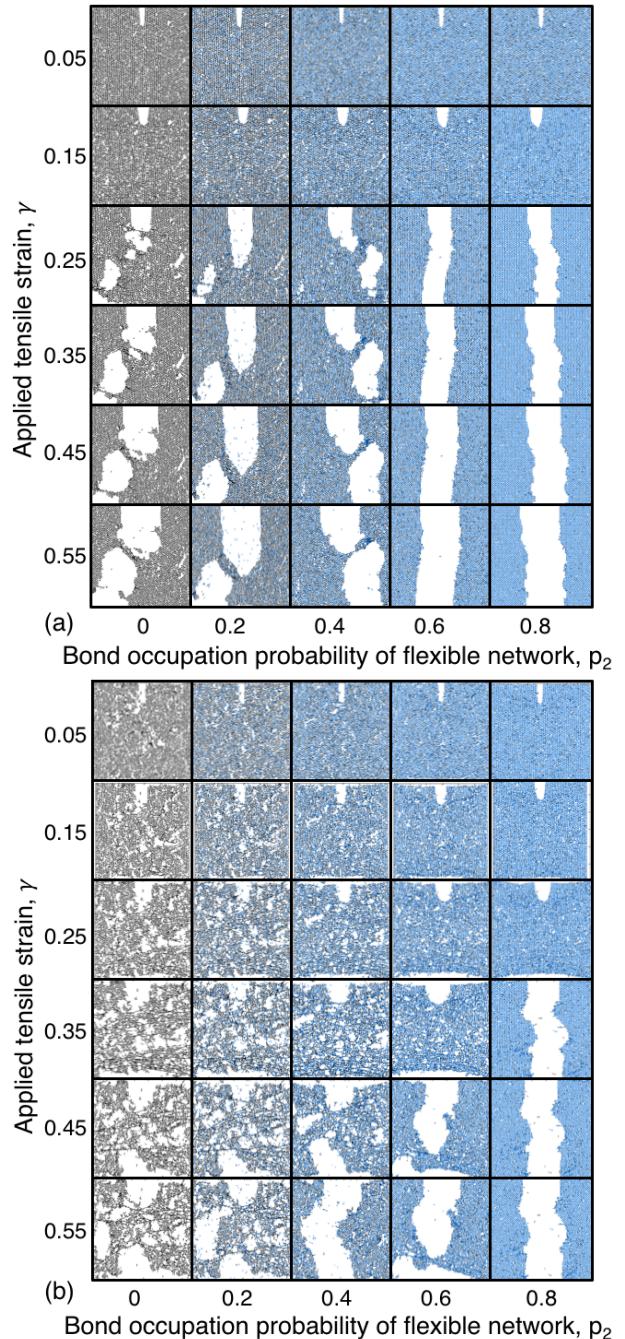 Applied tensile strain, γ
0.05
0.15
0.25
0.35
0.45
0.55
(a)
0 0.2 0.4 0.6 0.8
Bond occupation probability of flexible network, p2
Applied tensile strain, γ
0.05
0.15
0.25
0.35
0.45
0.55
(b)
0 0.2 0.4 0.6 0.8
Bond occupation probability of flexible network, p2